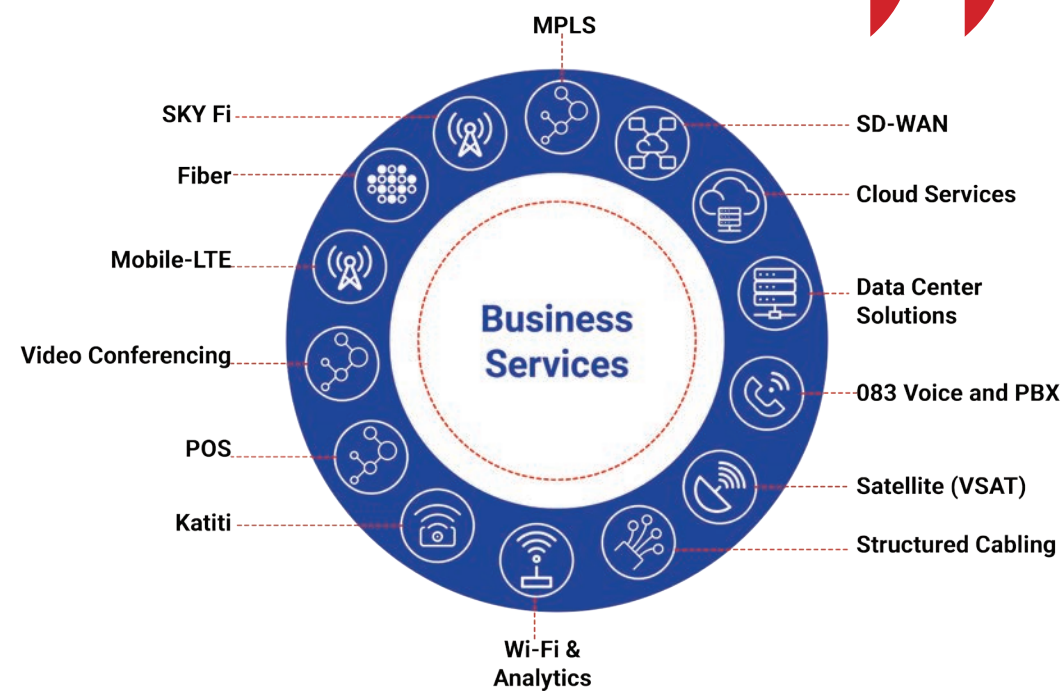 MPLS
SKY Fi
SD-WAN
Fiber
Cloud Services
Mobile-LTE
Data Center
Solutions
Business
Services
Video Conferencing
083 Voice and PBX
POS
Satellite (VSAT)
Katiti
Structured Cabling
Wi-Fi &
Analytics